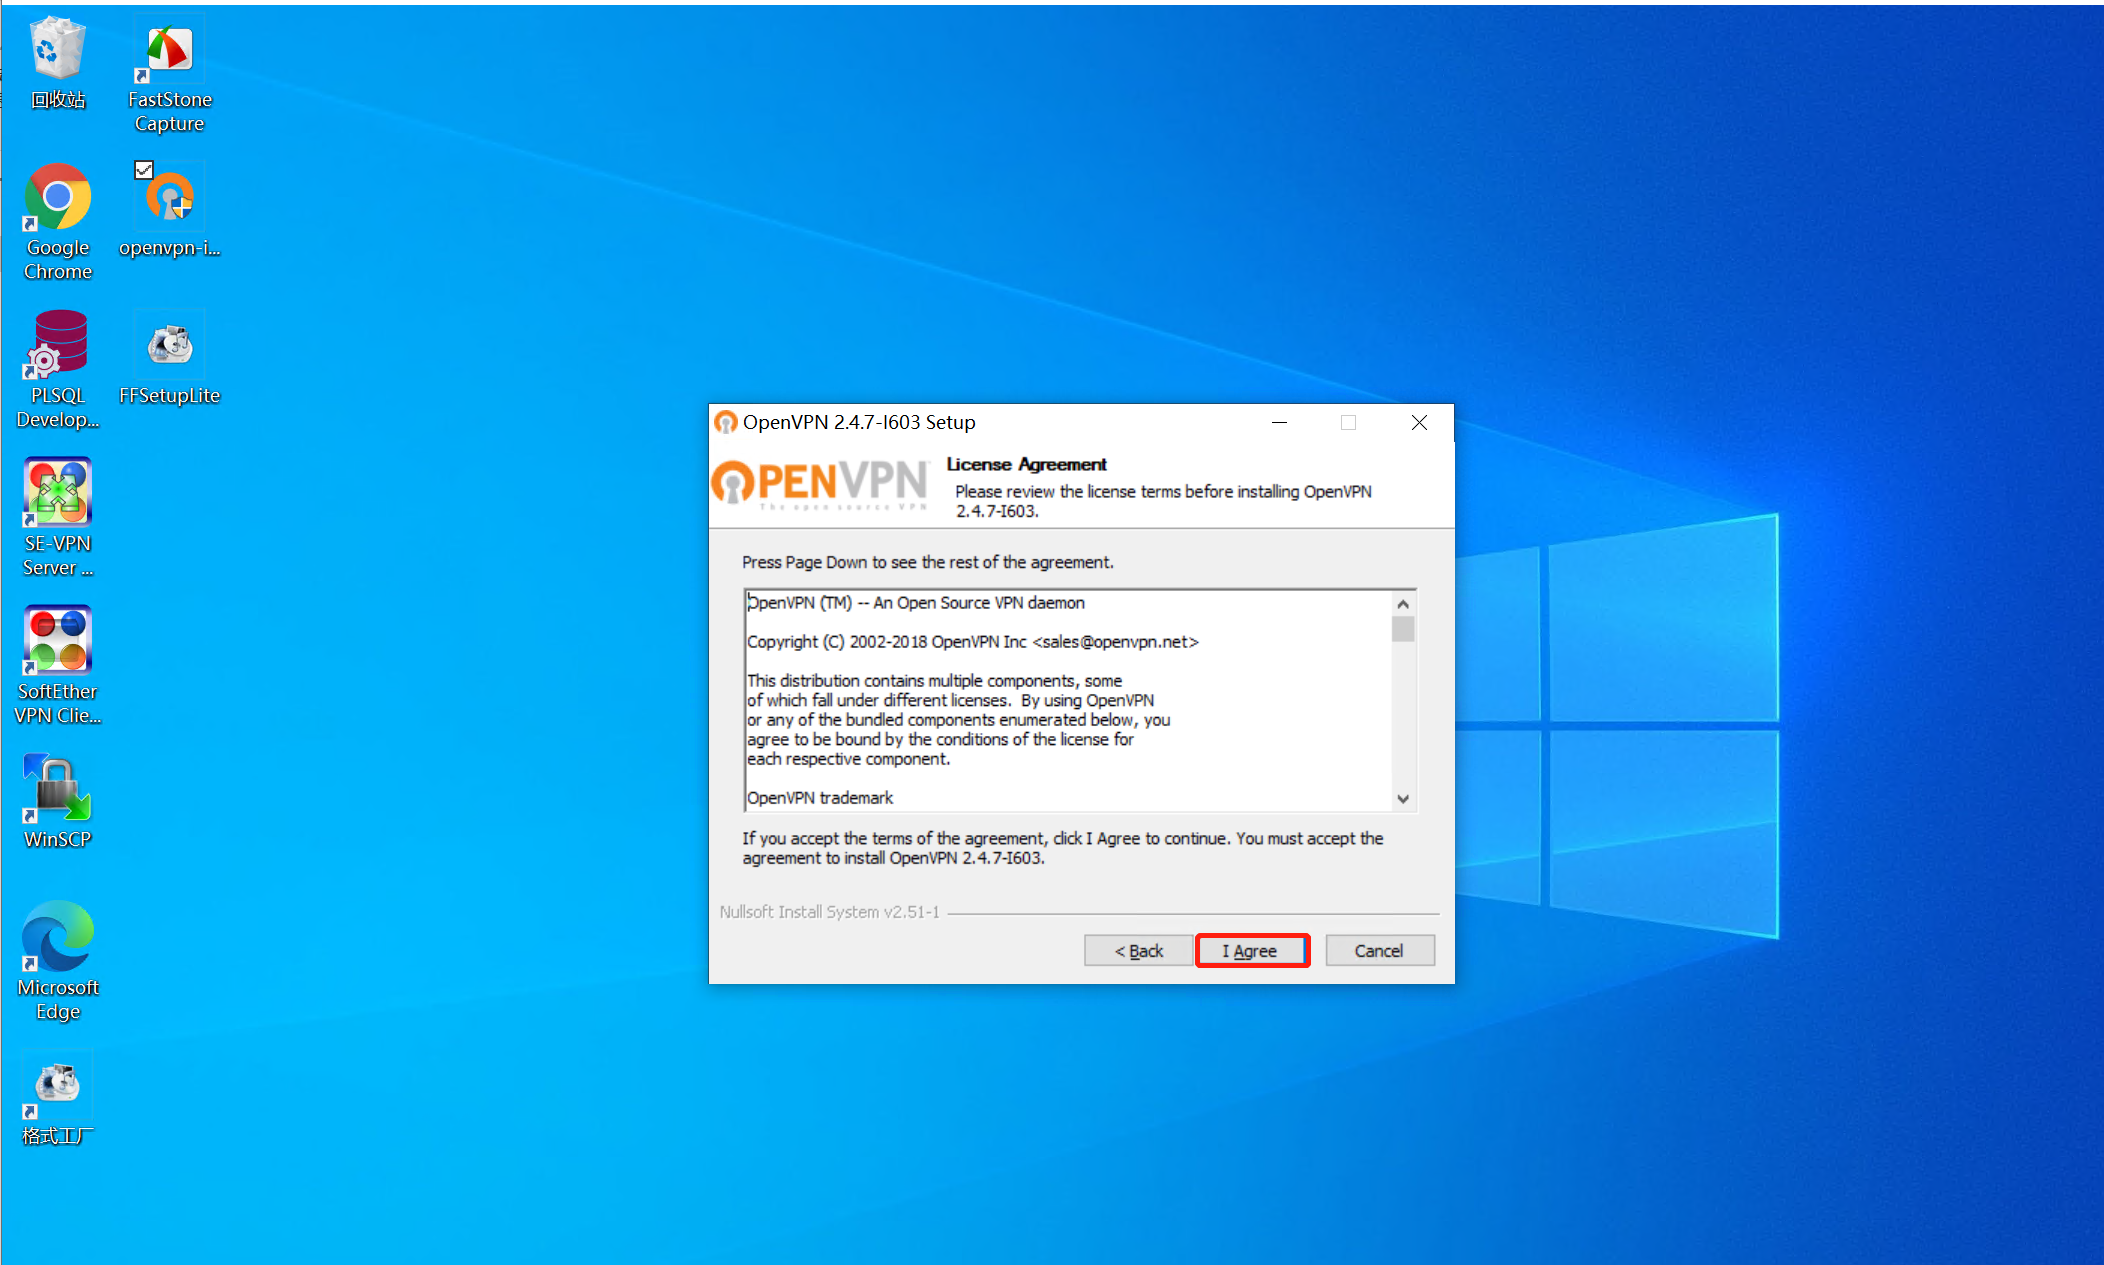 回收站
FastStone
Capture
Google
Chrome
openvpn-i...
PLSQL
Develop...
FFSetupLite
SE-VPN
Server ...
SoftEther
VPN Clie...
WinSCP
Microsoft
Edge
格式工厂
OpenVPN 2.4.7-I603 Setup
OPENVPN
The open source VPN
License Agreement
Please review the license terms before installing OpenVPN
2.4.7-I603.
Press Page Down to see the rest of the agreement.
OpenVPN (TM) -- An Open Source VPN daemon
Copyright (C) 2002-2018 OpenVPN Inc <sales@openvpn.net>
This distribution contains multiple components, some
of which fall under different licenses.  By using OpenVPN
or any of the bundled components enumerated below, you
agree to be bound by the conditions of the license for
each respective component.
OpenVPN trademark
If you accept the terms of the agreement, click I Agree to continue. You must accept the
agreement to install OpenVPN 2.4.7-I603.
Nullsoft Install System v2.51-1
< Back
I Agree
Cancel